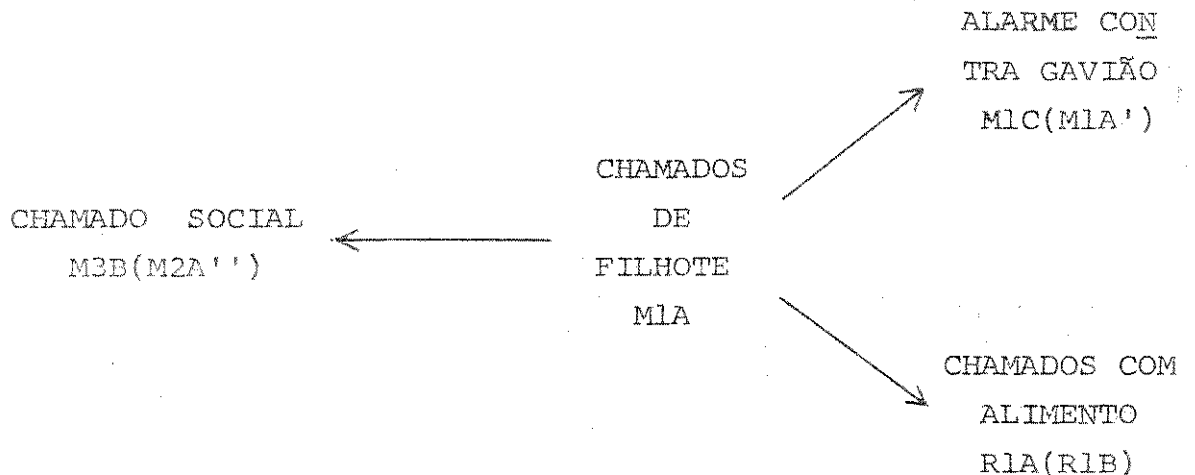 ALARME CON
TRA GAVIÃO
M1C(M1A')
CHAMADOS
DE
FILHOTE
M1A
CHAMADO SOCIAL
M3B(M2A'')
CHAMADOS COM
ALIMENTO
R1A(R1B)